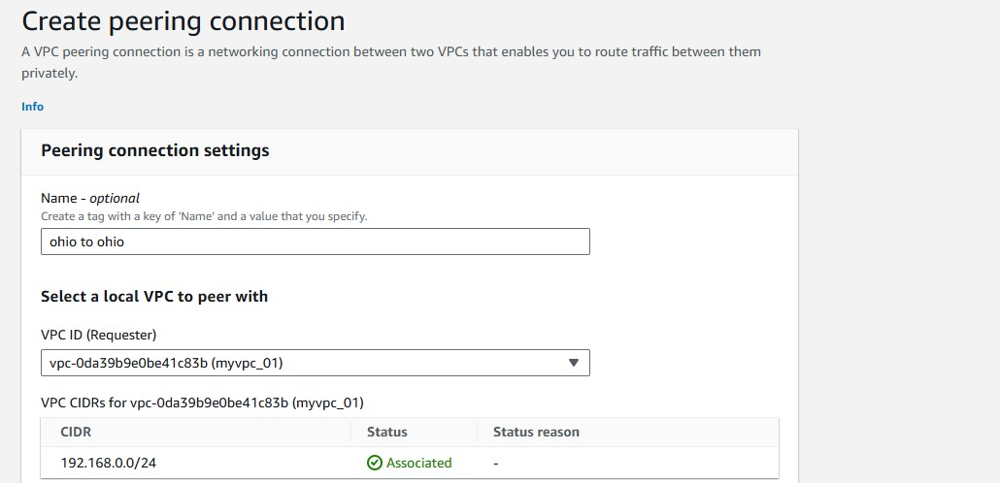 Create peering connection
A VPC peering connection is a networking connection between two VPCs that enables you to route traffic between them
privately.
Info
Peering connection settings
Name - optional
Create a tag with a key of 'Name' and a value that you specify.
ohio to ohio
Select a local VPC to peer with
VPC ID (Requester)
vpc-0da39b9e0be41c83b (myvpc_01)
VPC CIDRs for vpc-0da39b9e0be41c83b (myvpc_01)
CIDR Status Status reason
192.168.0.0/24 Associated -